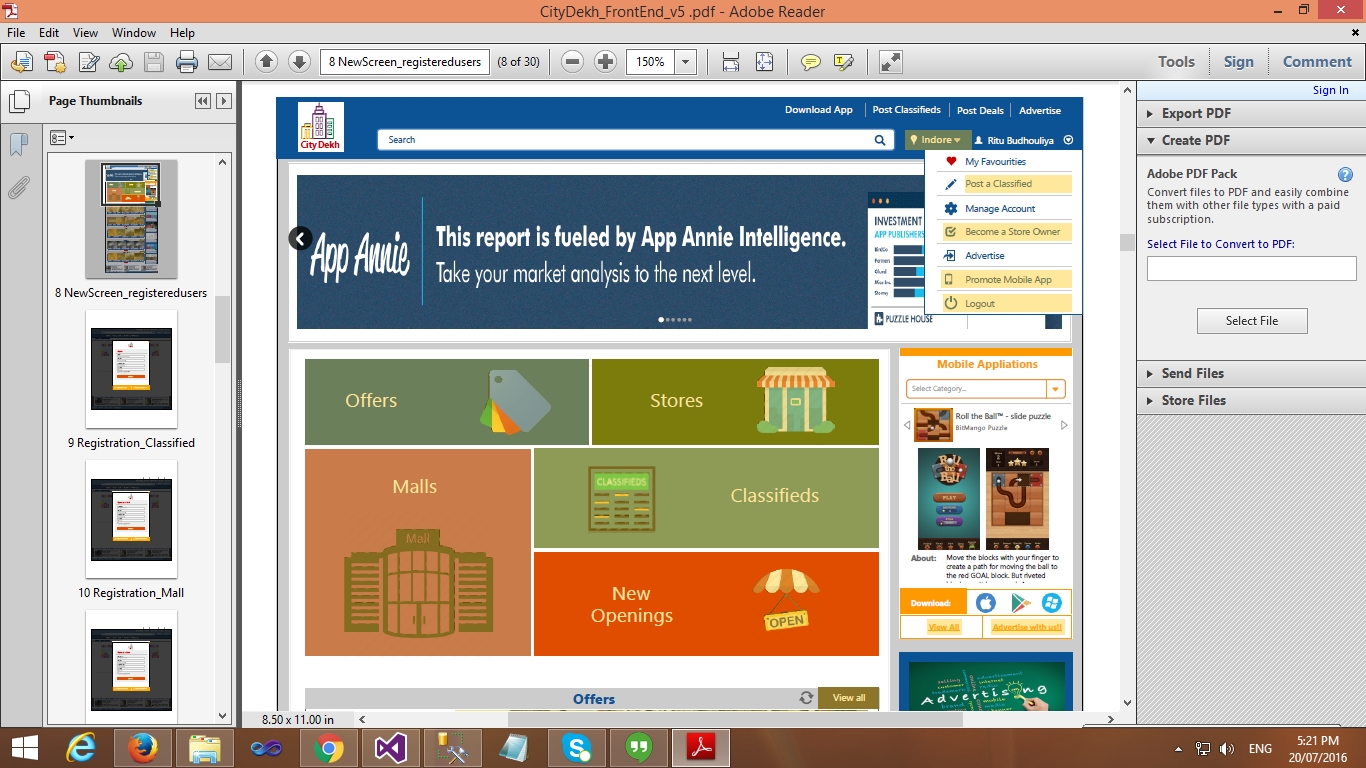 CityDekh_FrontEnd_v5 .pdf - Adobe Reader
File Edit View Window Help
8 NewScreen_registeredusers (8 of 30) 150% Tools Sign Comment
Sign In
Page Thumbnails
8 NewScreen_registeredusers
9 Registration_Classified
10 Registration_Mall
City Dekh
Download App Post Classifieds Post Deals Advertise
Search Indore Ritu Budhouliya
My Favourities
Post a Classified
Manage Account
Become a Store Owner
Advertise
Promote Mobile App
Logout
App Annie
This report is fueled by App Annie Intelligence.
Take your market analysis to the next level.
INVESTMENT
APP PUBLISHERS
PUZZLE HOUSE
Offers
Stores
Malls
Mall
CLASSIFIEDS
Classifieds
New
Openings
OPEN
Offers View all
Mobile Appliations
Select Category...
Roll the Ball™ - slide puzzle
BitMango Puzzle
Roll
the
Ball
PLAY
About: Move the blocks with your finger to
create a path for moving the ball to
the red GOAL block. But riveted
Download:
View All Advertise with us!!
selling
customer
advertisement
internet
Advertising
Export PDF
Create PDF
Adobe PDF Pack
Convert files to PDF and easily combine
them with other file types with a paid
subscription.
Select File to Convert to PDF:
Select File
Send Files
Store Files
8.50 x 11.00 in
ENG
5:21 PM
20/07/2016